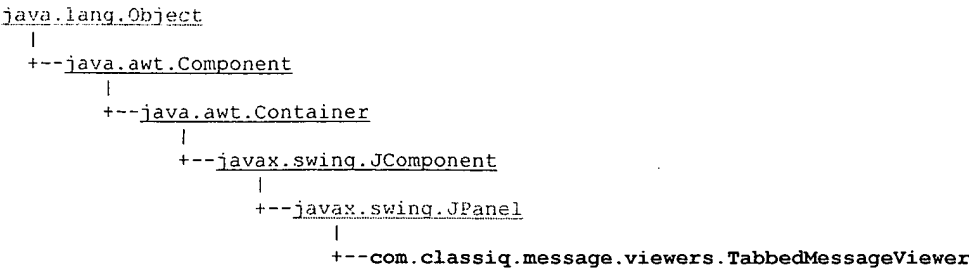 java.lang.Object
|
+--java.awt.Component
|
+--java.awt.Container
|
+--javax.swing.JComponent
|
+--javax.swing.JPanel
|
+--com.classiq.message.viewers.TabbedMessageViewer